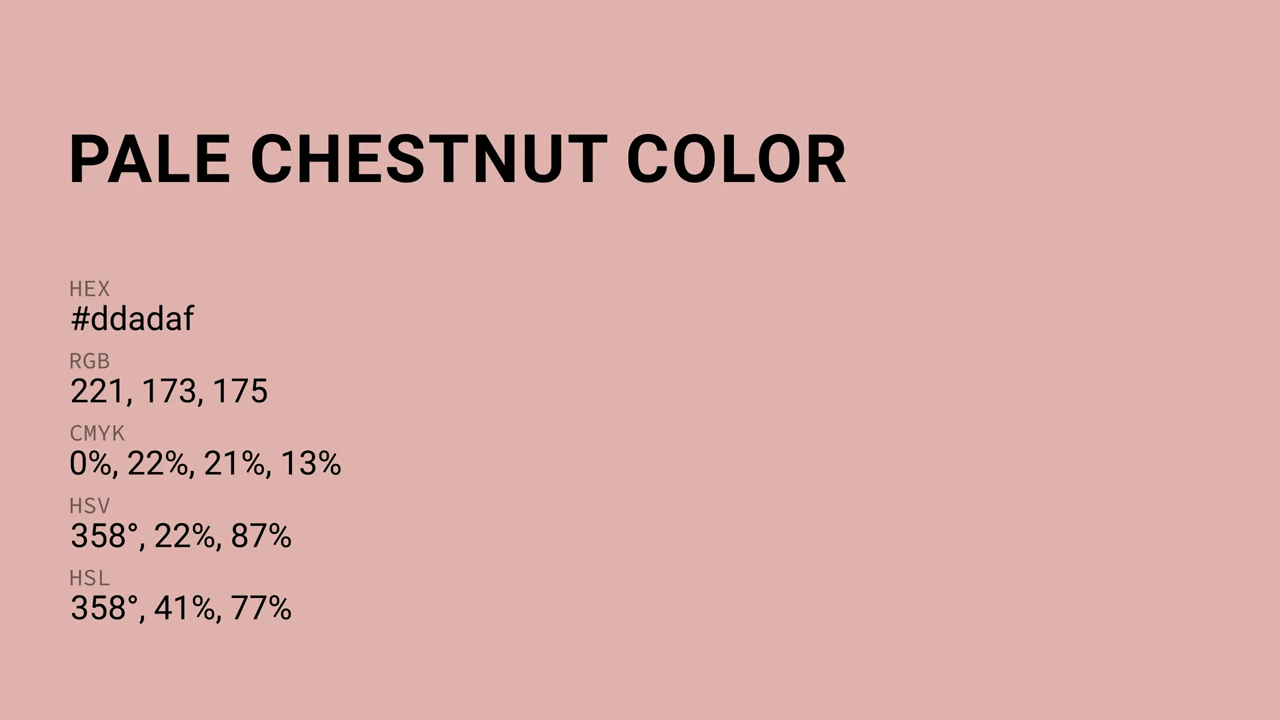 PALE CHESTNUT COLOR
HEX
#ddadaf
RGB
221, 173, 175
CMYK
0%, 22%, 21%, 13%
HSV
358°, 22%, 87%
HSL
358°, 41%, 77%